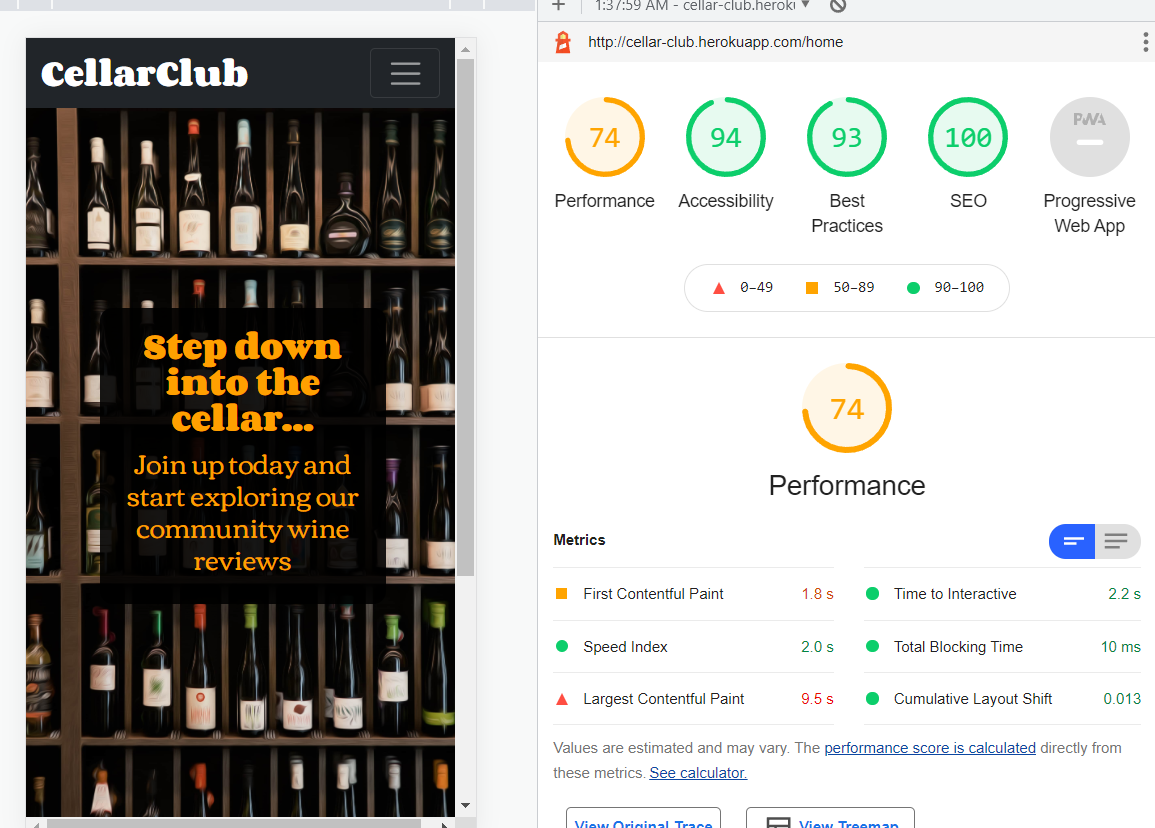 1:37:59 AM - cellar-club.heroku
http://cellar-club.herokuapp.com/home
CellarClub
Step down
into the
cellar...
Join up today and
start exploring our
community wine
reviews
74
94
93
100
PWA
Performance
Accessibility
Best
Practices
SEO
Progressive
Web App
0–49
50–89
90–100
74
Performance
Metrics
First Contentful Paint
1.8 s
Time to Interactive
2.2 s
Speed Index
2.0 s
Total Blocking Time
10 ms
Largest Contentful Paint
9.5 s
Cumulative Layout Shift
0.013
Values are estimated and may vary. The performance score is calculated directly from
these metrics. See calculator.
View Original Trace
View Treemap